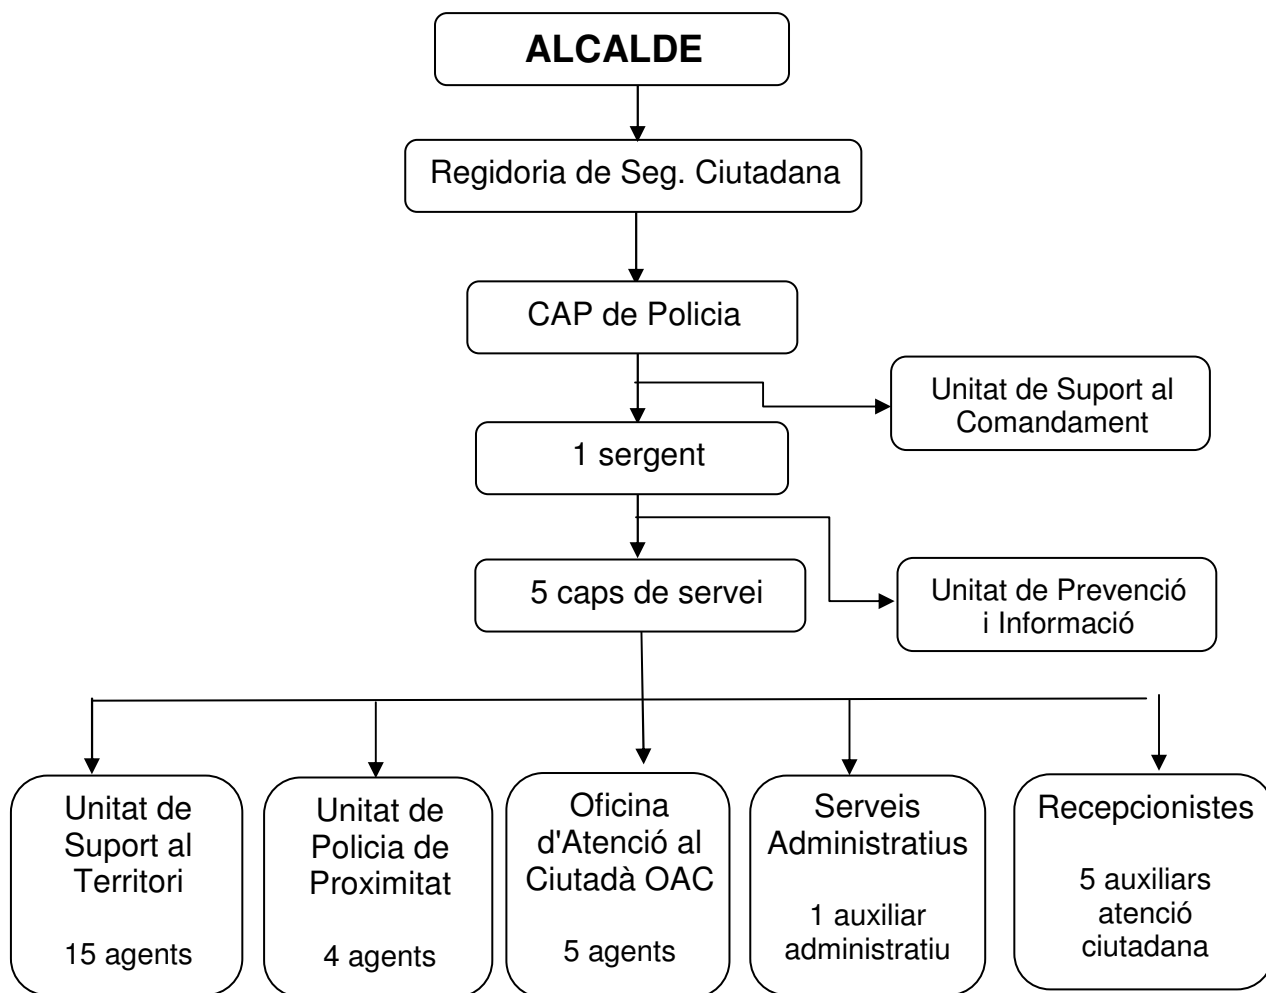 ALCALDE
Regidoria de Seg. Ciutadana
CAP de Policia
Unitat de Suport al
Comandament
1 sergent
5 caps de servei
Unitat de Prevenció
i Informació
Unitat de
Suport al
Territori
15 agents
Unitat de
Policia de
Proximitat
4 agents
Oficina
d'Atenció al
Ciutadà OAC
5 agents
Serveis
Administratius
1 auxiliar
administratiu
Recepcionistes
5 auxiliars
atenció
ciutadana